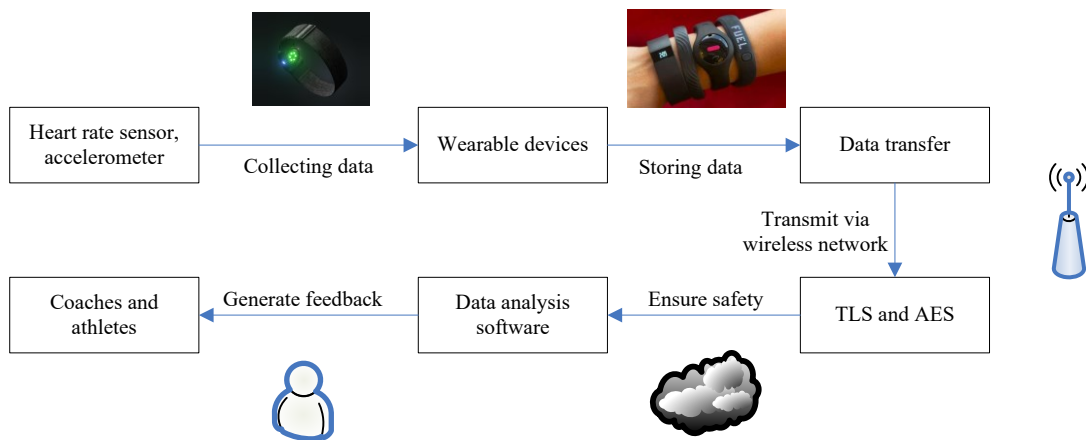 FUEL
Heart rate sensor,
accelerometer
Collecting data
Wearable devices
Storing data
Data transfer
Transmit via
wireless network
Coaches and
athletes
Generate feedback
Data analysis
software
Ensure safety
TLS and AES